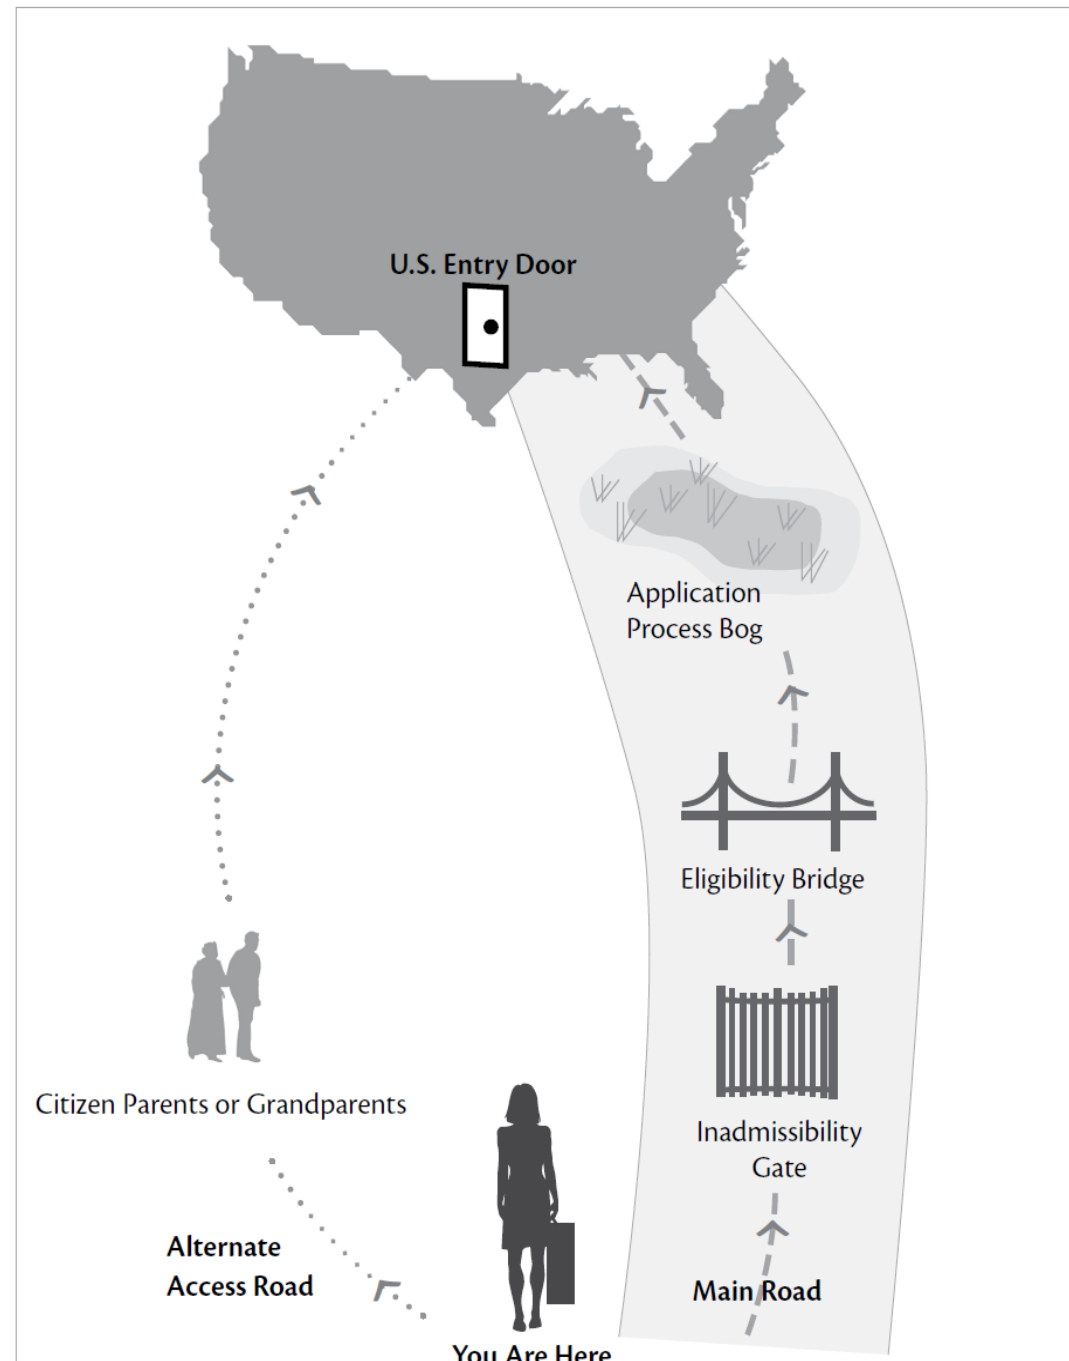 U.S. Entry Door
Application
Process Bog
Eligibility Bridge
Citizen Parents or Grandparents
Inadmissibility
Gate
Alternate
Access Road
Main Road
You Are Here